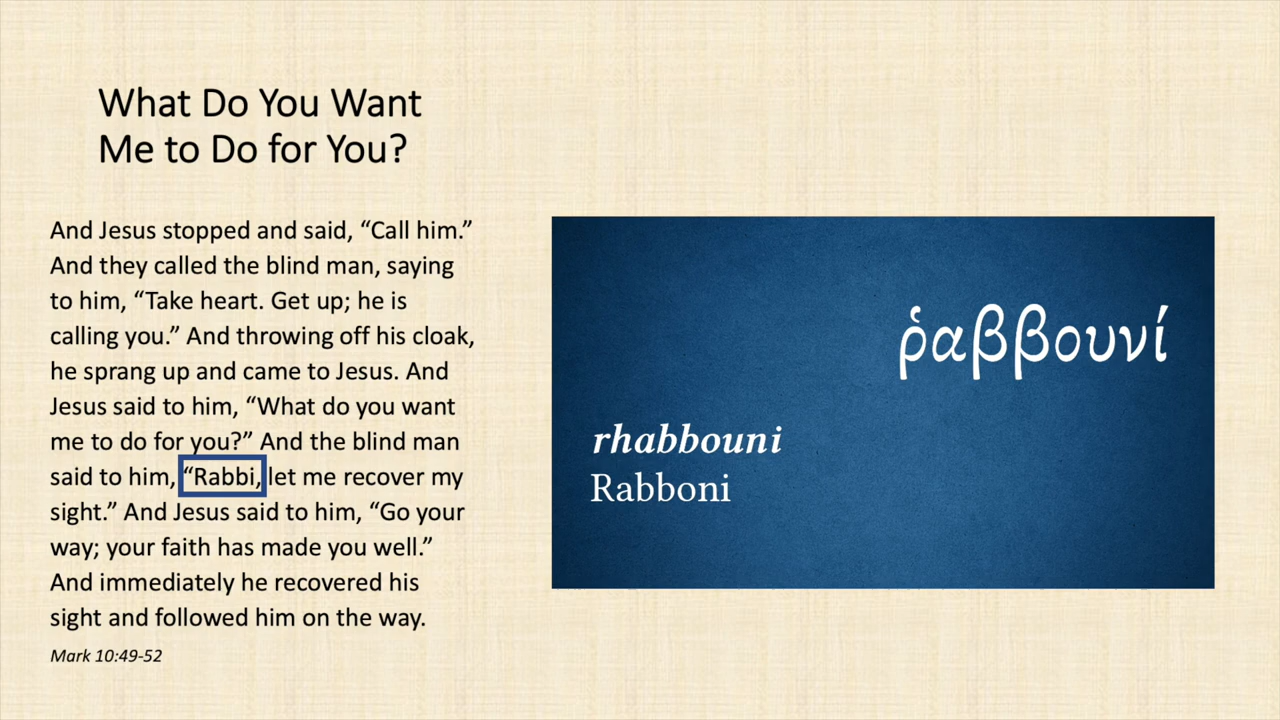 What Do You Want
Me to Do for You?
And Jesus stopped and said, “Call him.”
And they called the blind man, saying
to him, “Take heart. Get up; he is
calling you.” And throwing off his cloak,
he sprang up and came to Jesus. And
Jesus said to him, “What do you want
me to do for you?” And the blind man
said to him, “Rabbi, let me recover my
sight.” And Jesus said to him, “Go your
way; your faith has made you well.”
And immediately he recovered his
sight and followed him on the way.
Mark 10:49-52
ῥαββουνί
rhabbouni
Rabboni